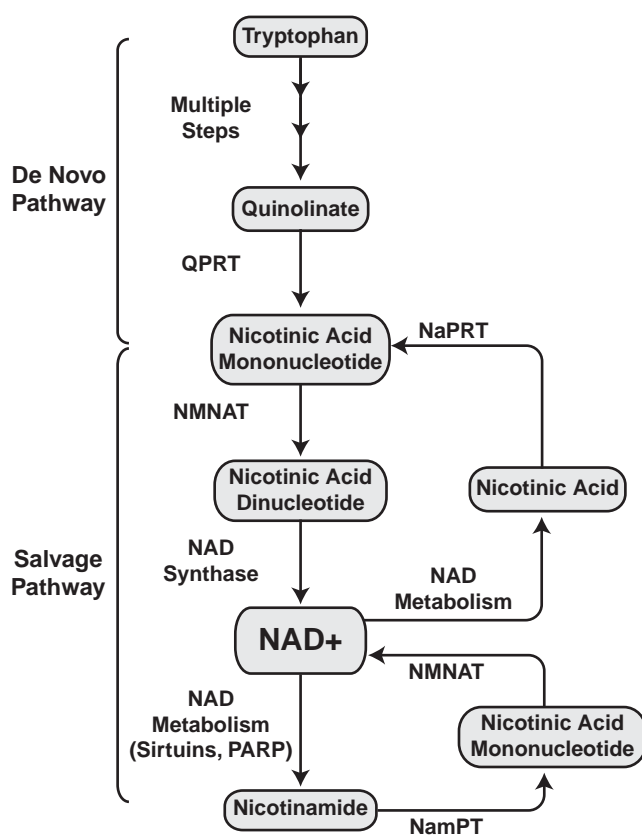 Tryptophan
Multiple
Steps
De Novo
Pathway
Quinolinate
QPRT
Nicotinic Acid
Mononucleotide
NaPRT
NMNAT
Nicotinic Acid
Dinucleotide
Nicotinic Acid
Salvage
Pathway
NAD
Synthase
NAD
Metabolism
NAD+
NMNAT
NAD
Metabolism
(Sirtuins, PARP)
Nicotinic Acid
Mononucleotide
Nicotinamide
NamPT